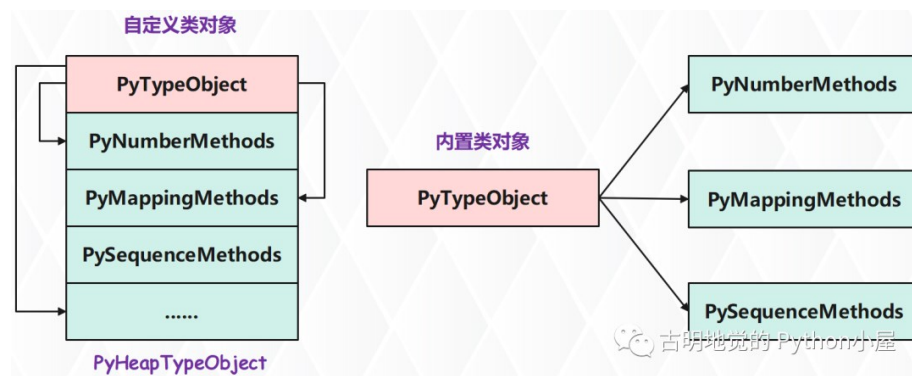 自定义类对象
PyTypeObject
PyNumberMethods
PyMappingMethods
PySequenceMethods
......
PyHeapTypeObject
内置类对象
PyTypeObject
PyNumberMethods
PyMappingMethods
PySequenceMethods
古明地觉的 Python小屋